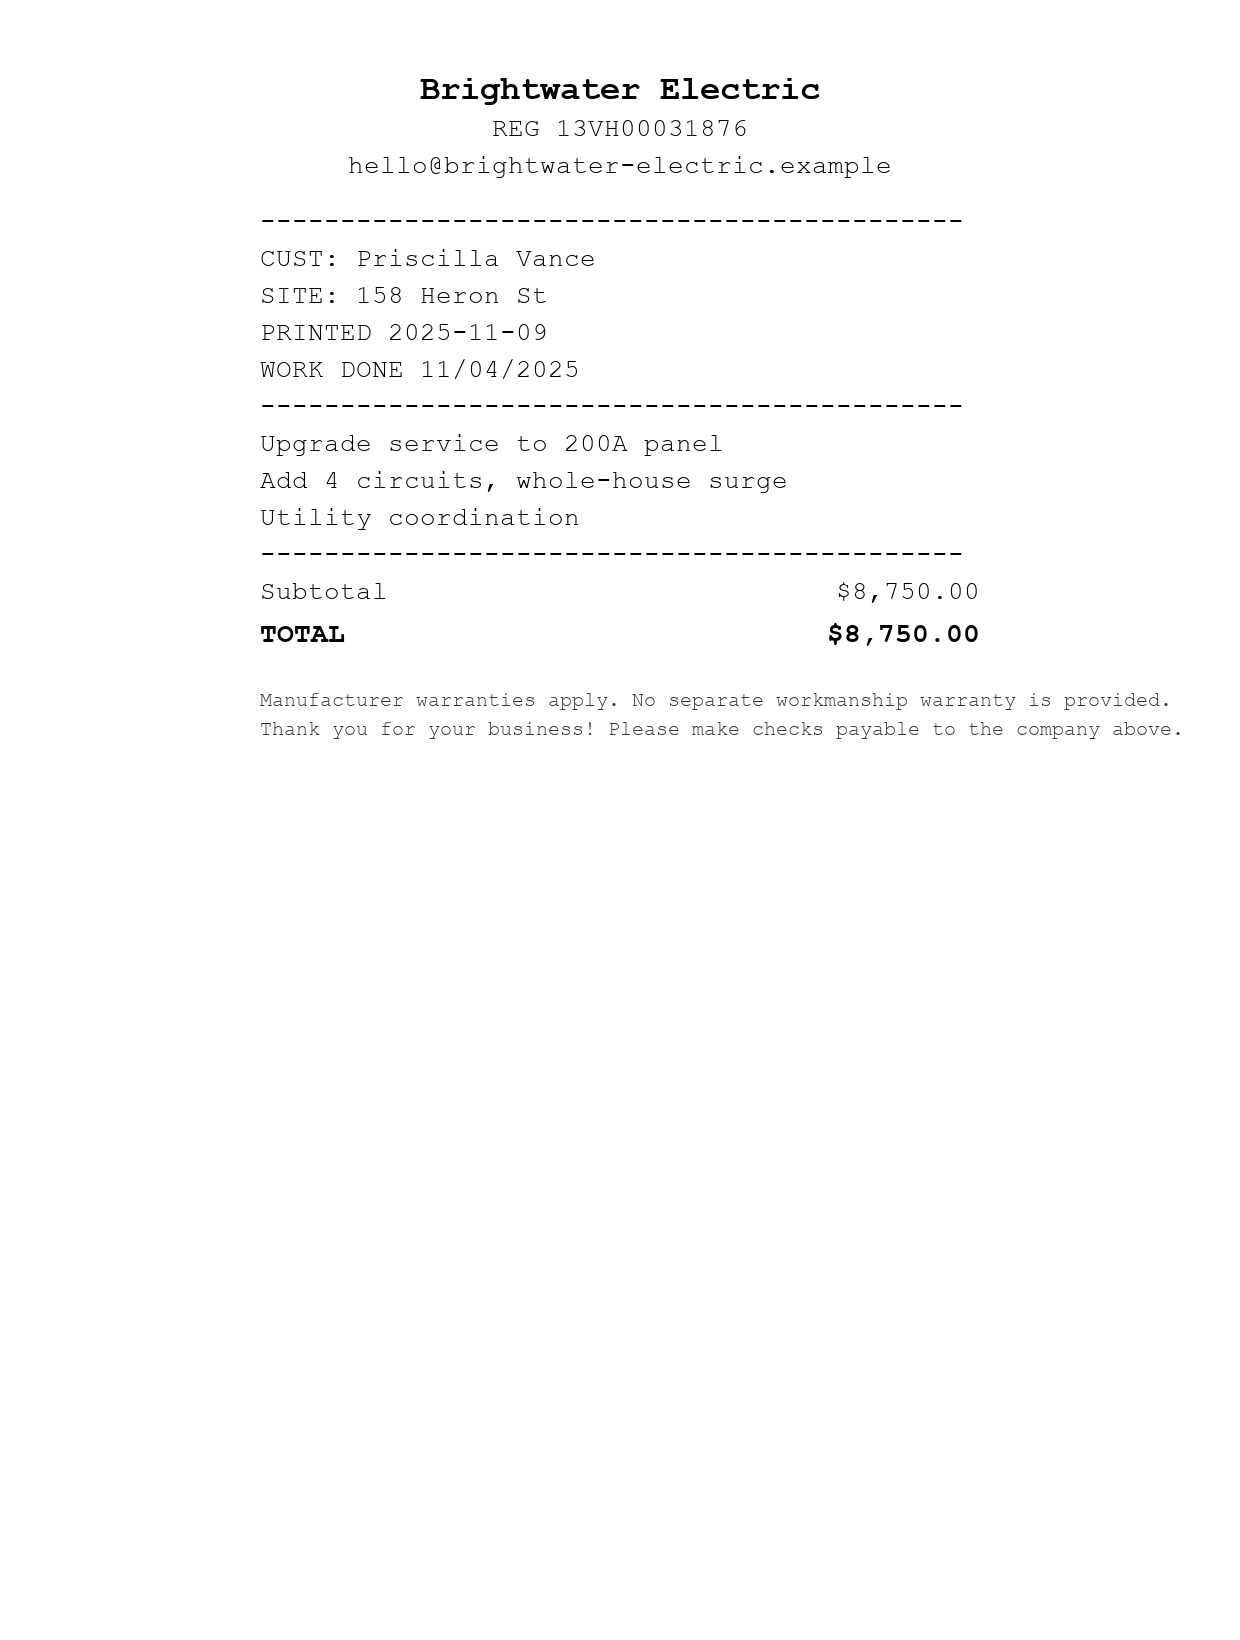 Brightwater Electric
REG 13VH00031876
hello@brightwater-electric.example
--------------------------------------------
CUST: Priscilla Vance
SITE: 158 Heron St
PRINTED 2025-11-09
WORK DONE 11/04/2025
--------------------------------------------
Upgrade service to 200A panel
Add 4 circuits, whole-house surge
Utility coordination
--------------------------------------------
Subtotal $8,750.00
TOTAL $8,750.00
Manufacturer warranties apply. No separate workmanship warranty is provided.
Thank you for your business! Please make checks payable to the company above.